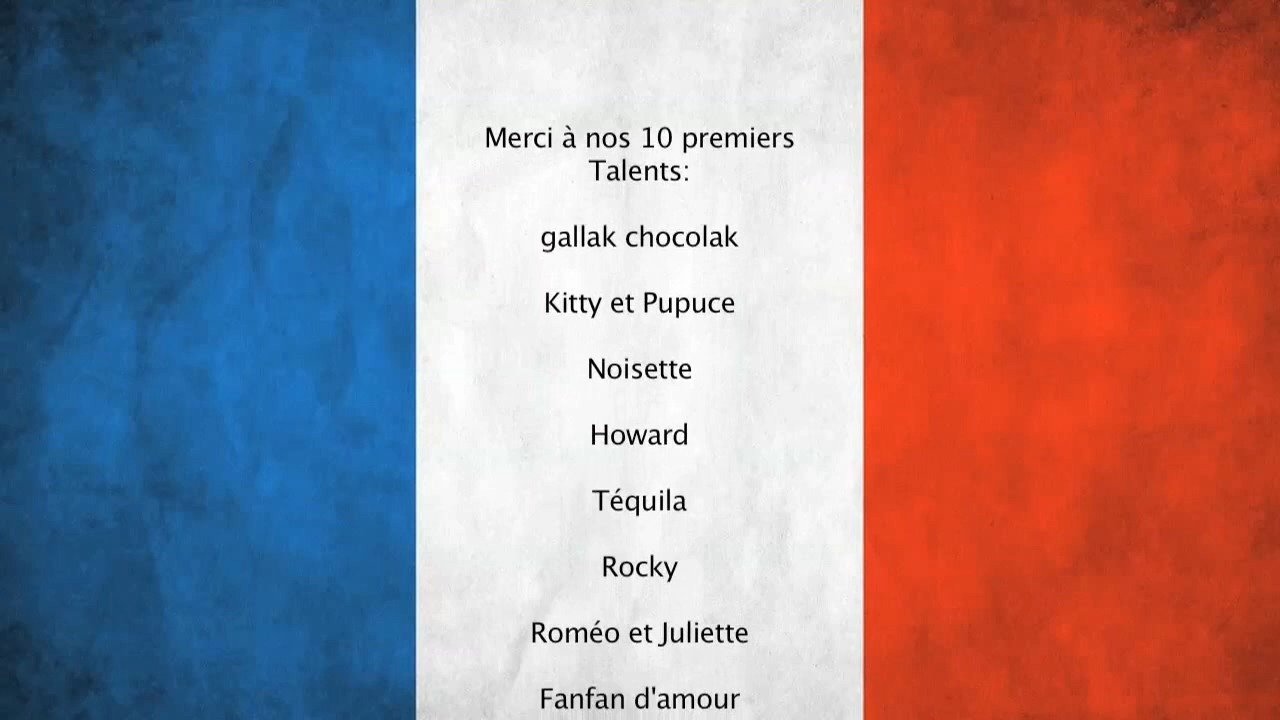 Merci à nos 10 premiers
Talents:
gallak chocolak
Kitty et Pupuce
Noisette
Howard
Téquila
Rocky
Roméo et Juliette
Fanfan d'amour